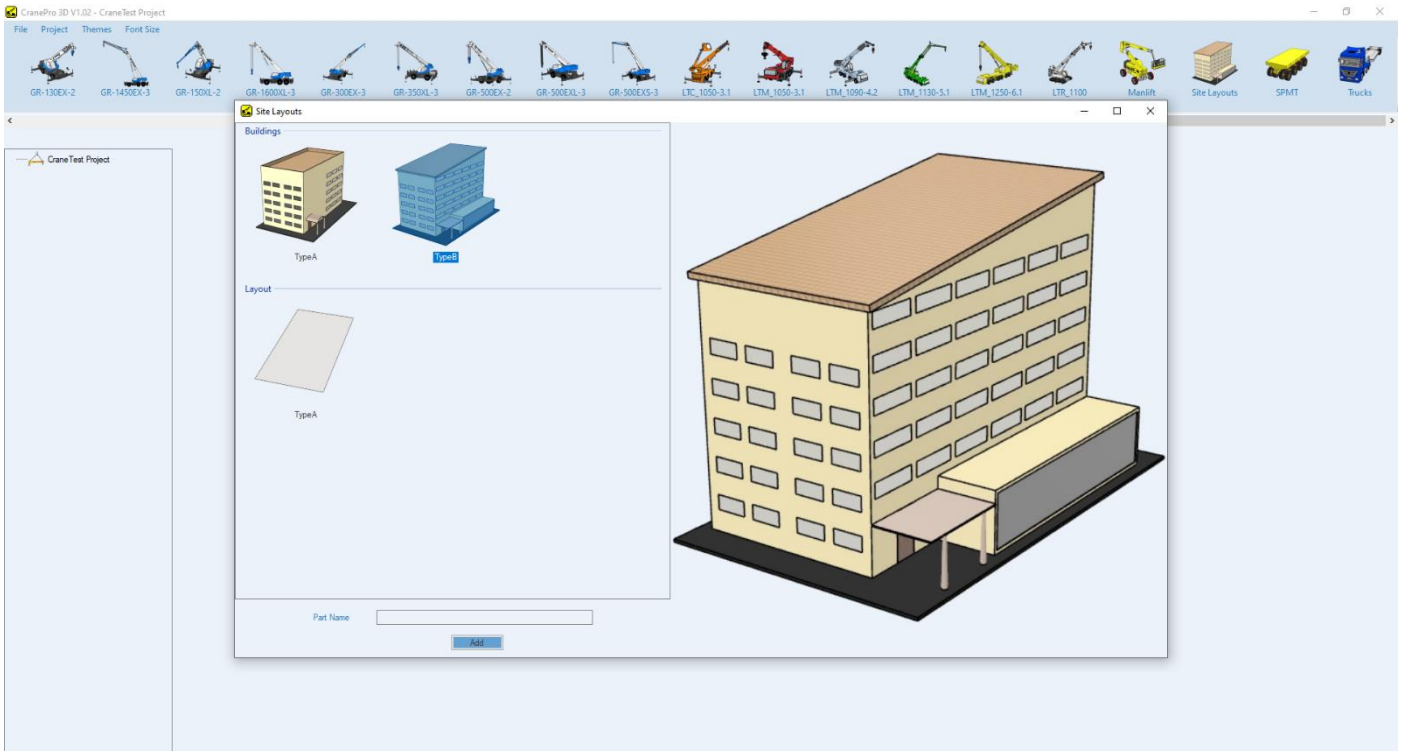 CranePro 3D V1.02 - CraneTest Project
File Project Themes Font Size
GR-130EX-2 GR-1450EX-3 GR-150XL-2 GR-1600XL-3 GR-300EX-3 GR-350XL-3 GR-500EX-2 GR-500EXL-3 GR-500EXS-3 LTC_1050-3.1 LTM_1050-3.1 LTM_1090-4.2 LTM_1130-5.1 LTM_1250-6.1 LTR_1100 Manlift Site Layouts SPMT Trucks
Site Layouts
Buildings
CraneTest Project
TypeA TypeB
Layout
TypeA
Part Name
Add